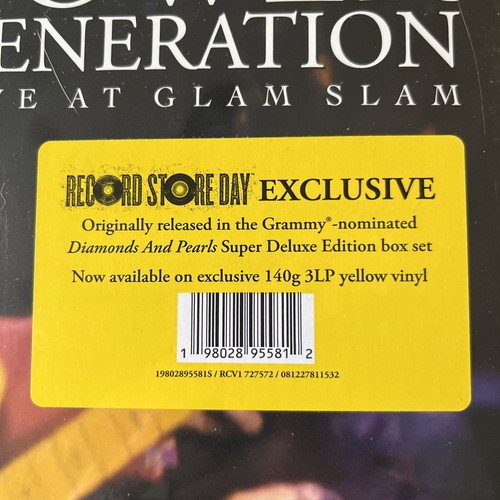 ENERATION
VE AT GLAM SLAM
RECORD STORE DAY EXCLUSIVE
Originally released in the Grammy®-nominated
Diamonds And Pearls Super Deluxe Edition box set
Now available on exclusive 140g 3LP yellow vinyl
1 98028 95581 2
19802895581S / RCV1 727572 / 081227811532